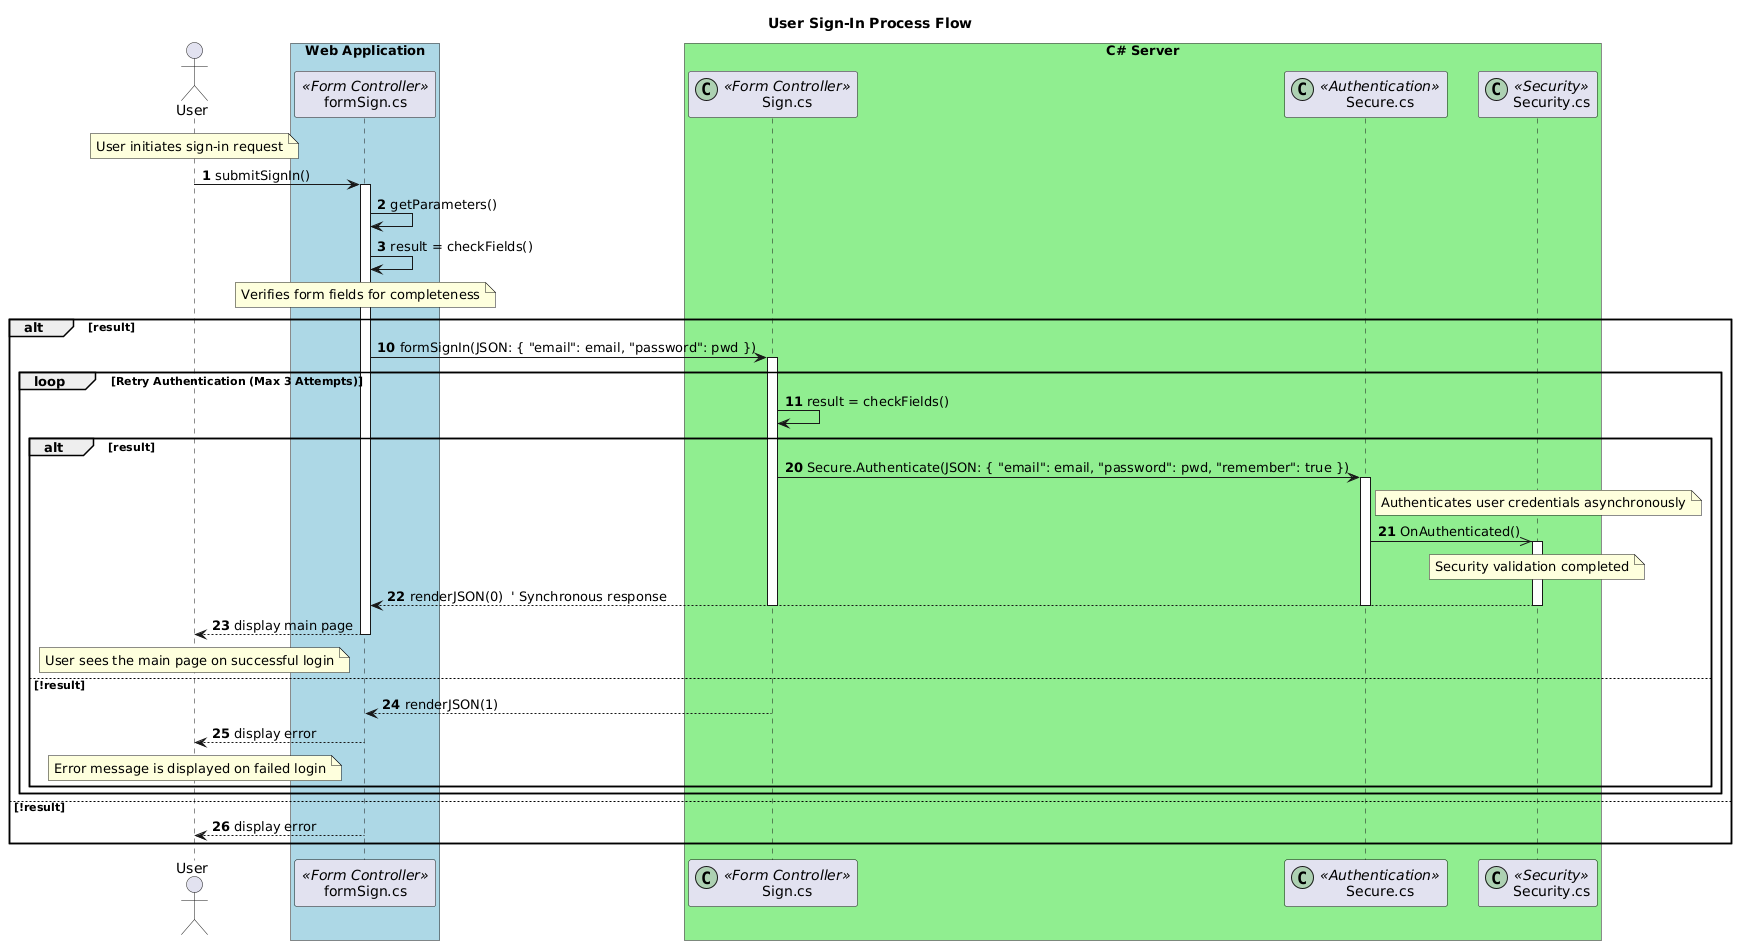 User Sign-In Process Flow
Web Application
C# Server
User
«Form Controller»
formSign.cs
C
«Form Controller»
Sign.cs
C
«Authentication»
Secure.cs
C
«Security»
Security.cs
User initiates sign-in request
1 submitSignIn()
2 getParameters()
3 result = checkFields()
Verifies form fields for completeness
alt [result]
10 formSignIn(JSON: { "email": email, "password": pwd })
loop [Retry Authentication (Max 3 Attempts)]
11 result = checkFields()
alt [result]
20 Secure.Authenticate(JSON: { "email": email, "password": pwd, "remember": true })
Authenticates user credentials asynchronously
21 OnAuthenticated()
Security validation completed
22 renderJSON(0)  ' Synchronous response
23 display main page
User sees the main page on successful login
[!result]
24 renderJSON(1)
25 display error
Error message is displayed on failed login
[!result]
26 display error
User
«Form Controller»
formSign.cs
C
«Form Controller»
Sign.cs
C
«Authentication»
Secure.cs
C
«Security»
Security.cs